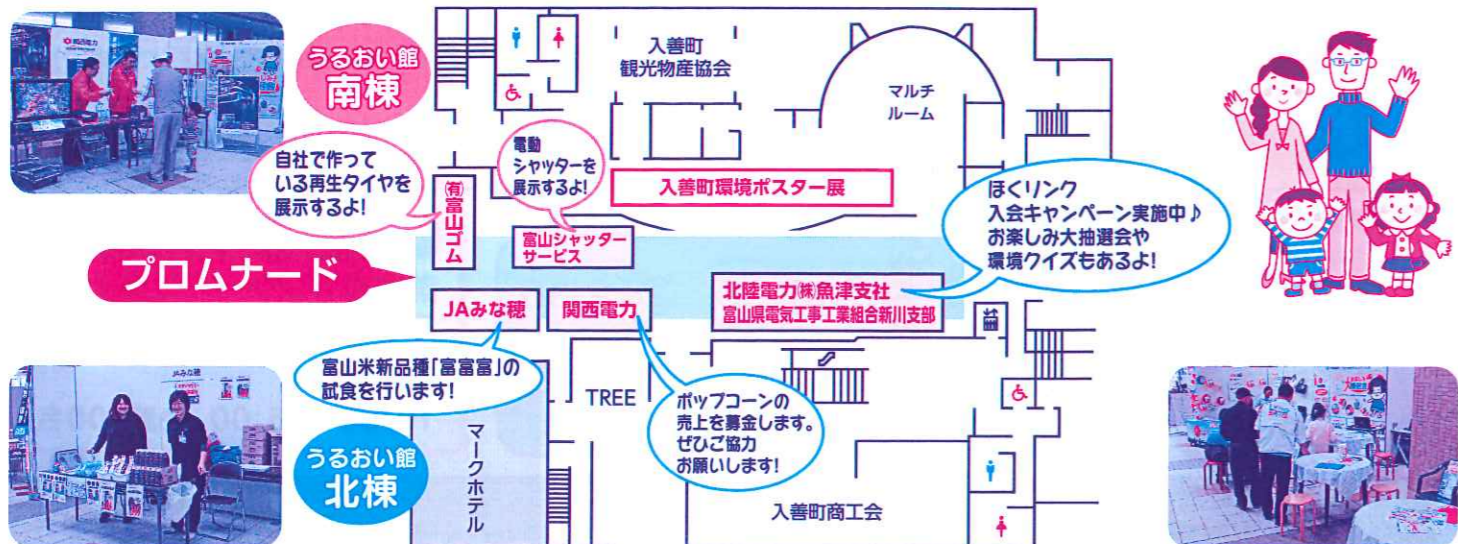 うるおい館
南棟
入善町
観光物産協会
マルチ
ルーム
関西電力
自社で作って
いる再生タイヤを
展示するよ!
電動
シャッターを
展示するよ!
入善町環境ポスター展
ほくリンク
入会キャンペーン実施中♪
お楽しみ大抽選会や
環境クイズもあるよ!
㈲富山ゴム
富山シャッター
サービス
プロムナード
JAみな穂
関西電力
北陸電力㈱魚津支社
富山県電気工事工業組合新川支部
富山米新品種「富富富」の
試食を行います!
TREE
ポップコーンの
売上を募金します。
ぜひご協力
お願いします!
JAみな穂
うるおい館
北棟
マークホテル
入善町商工会